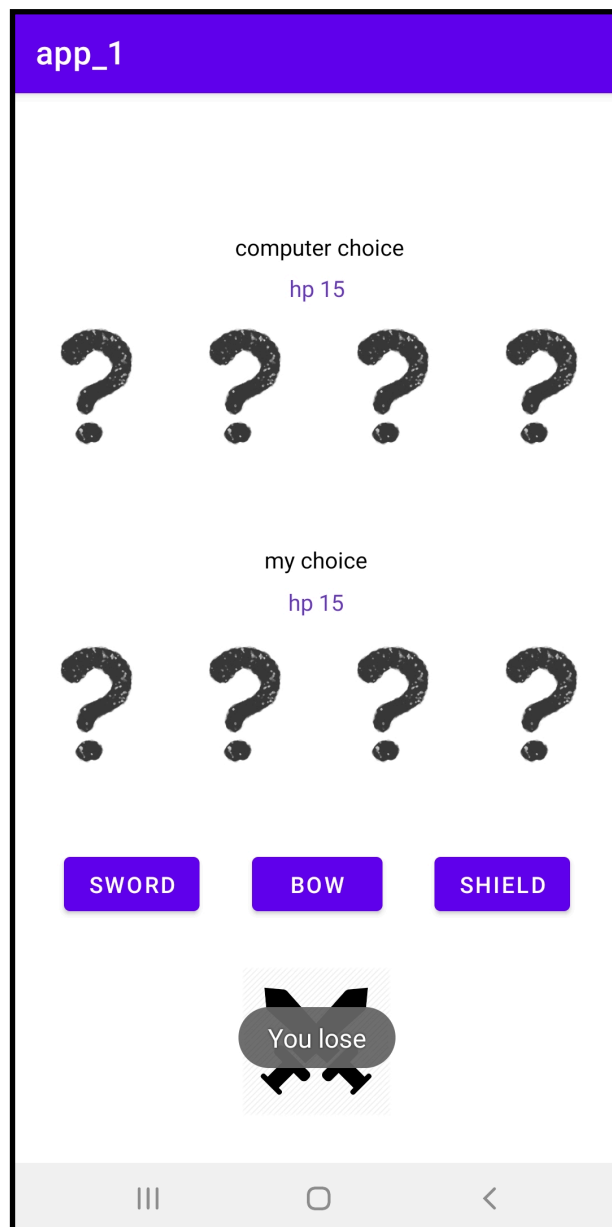 app_1
computer choice
hp 15
? ? ? ?
my choice
hp 15
? ? ? ?
SWORD BOW SHIELD
You lose